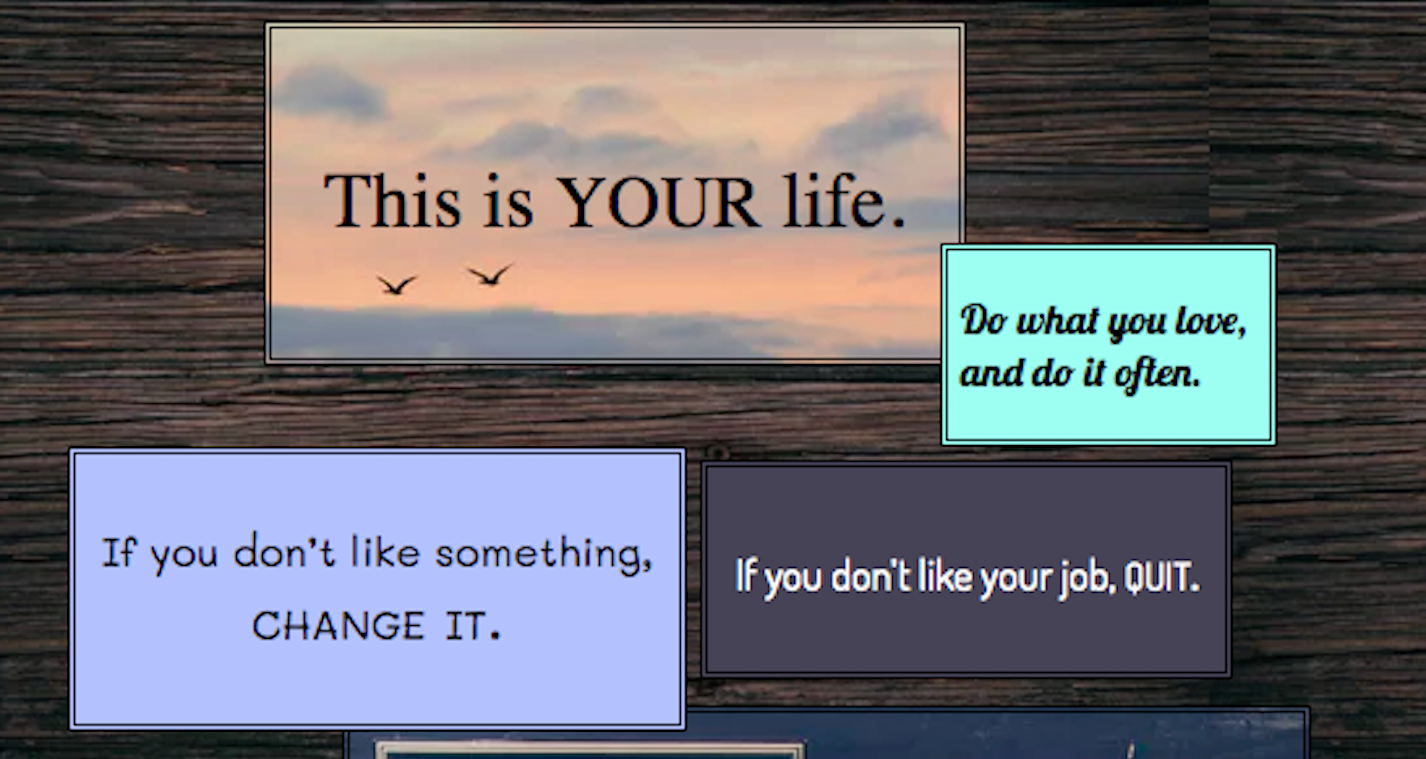 This is YOUR life.
Do what you love,
and do it often.
If you don't like something,
CHANGE IT.
If you don't like your job, QUIT.